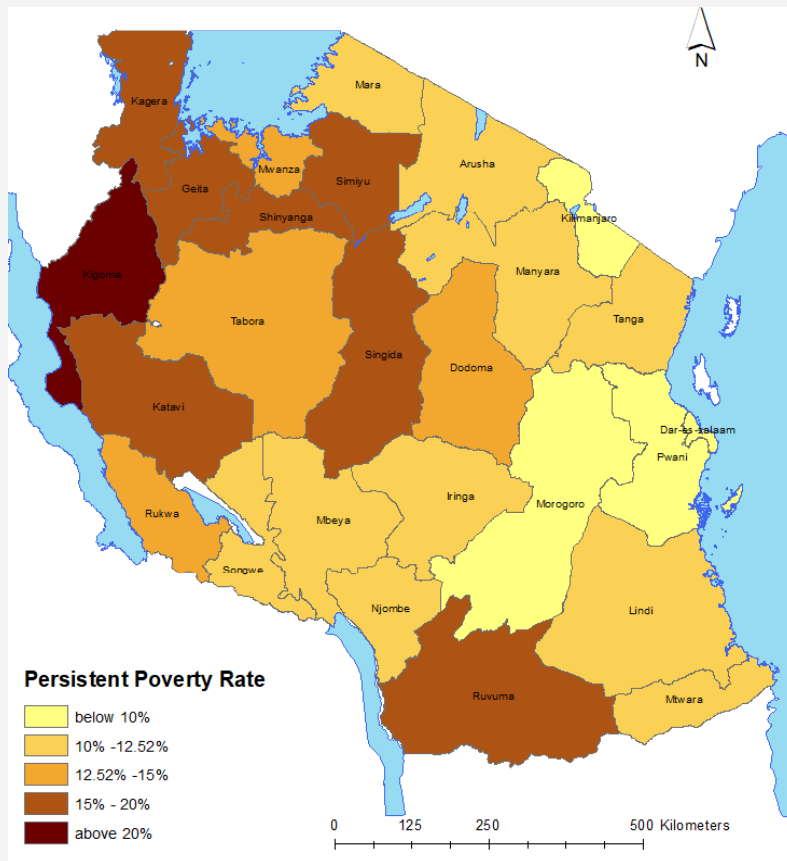 N
Mara
Kagera
Arusha
Mwanza
Simiyu
Geita
Kilimanjaro
Shinyanga
Kigoma
Manyara
Tanga
Tabora
Singida
Dodoma
Katavi
Dar-es-salaam
Pwani
Iringa
Morogoro
Rukwa
Mbeya
Songwe
Njombe
Lindi
Ruvuma
Mtwara
Persistent Poverty Rate
below 10%
10% -12.52%
12.52% -15%
15% - 20%
above 20%
0 125 250 500 Kilometers